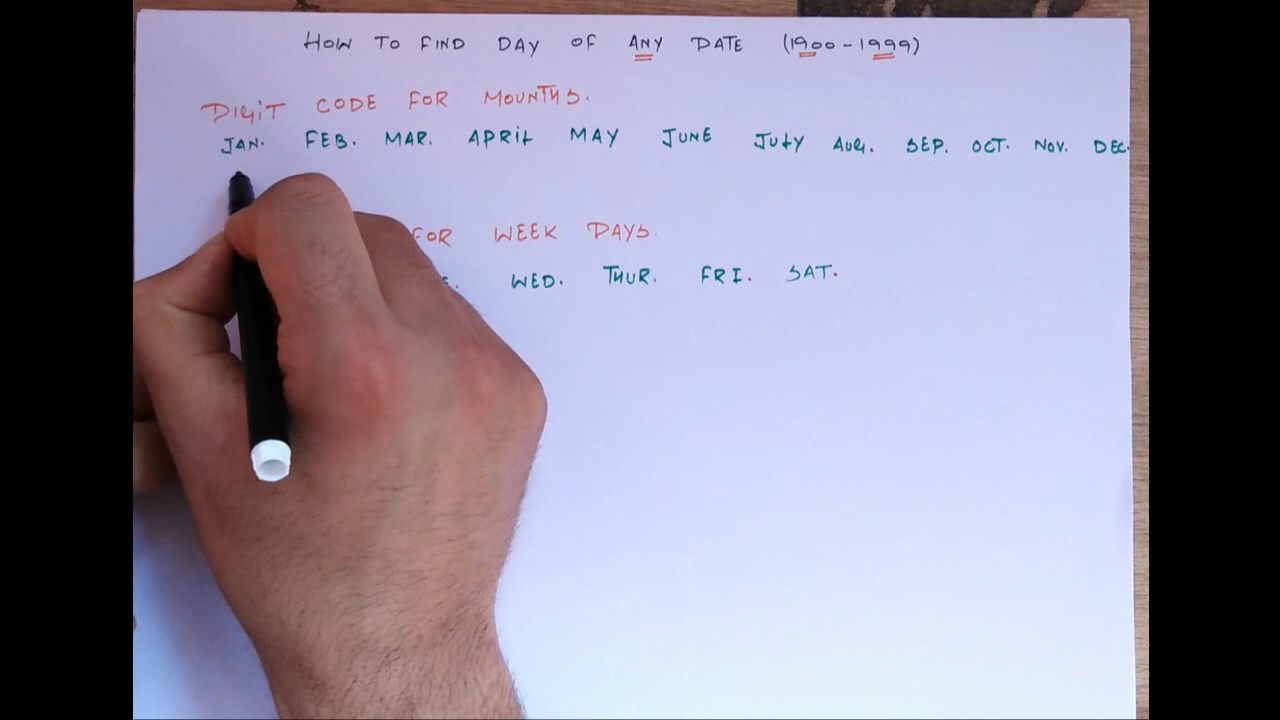 HOW TO FIND DAY OF ANY DATE (1900-1999)
DIGIT CODE FOR MOUNTHS.
JAN. FEB. MAR. APRIL MAY JUNE JULY AUG. SEP. OCT. NOV. DEC.
FOR WEEK DAYS.
WED. THUR. FRI. SAT.